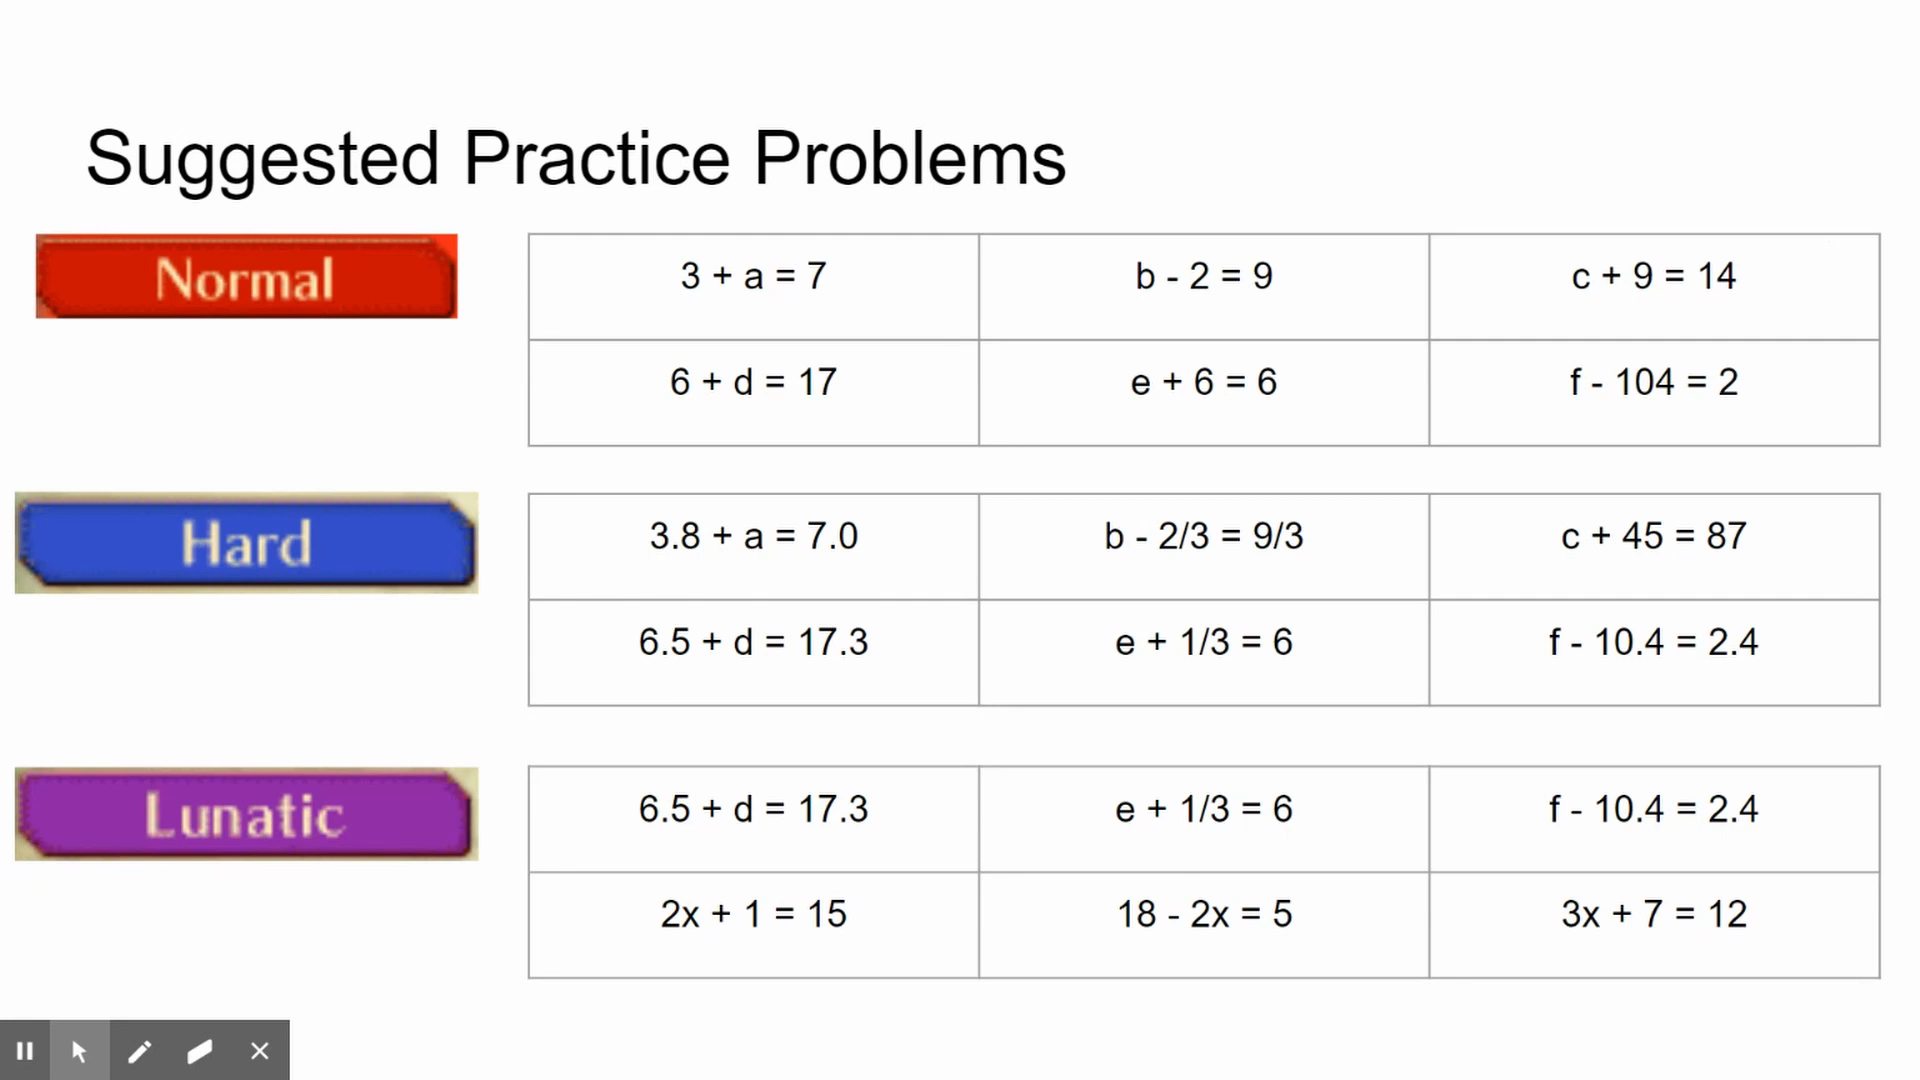 Suggested Practice Problems
Normal
3 + a = 7
b - 2 = 9
c + 9 = 14
6 + d = 17
e + 6 = 6
f - 104 = 2
Hard
3.8 + a = 7.0
b - 2/3 = 9/3
c + 45 = 87
6.5 + d = 17.3
e + 1/3 = 6
f - 10.4 = 2.4
Lunatic
6.5 + d = 17.3
e + 1/3 = 6
f - 10.4 = 2.4
2x + 1 = 15
18 - 2x = 5
3x + 7 = 12